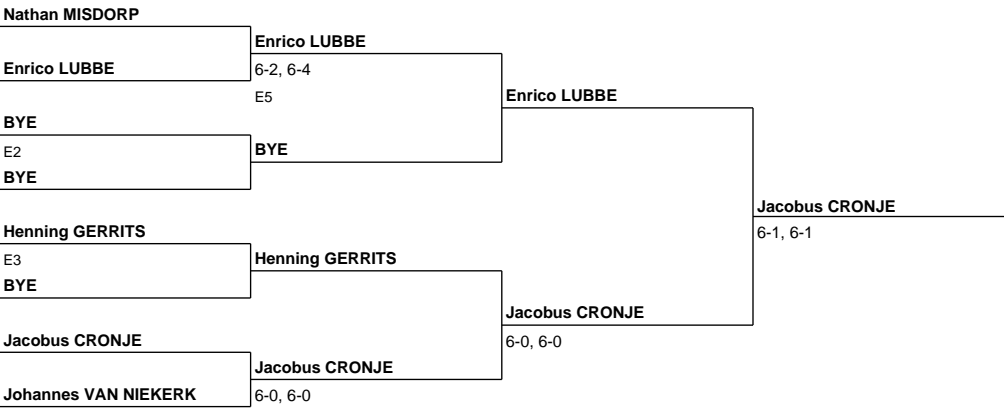 Nathan MISDORP
Enrico LUBBE
Enrico LUBBE
6-2, 6-4
E5
Enrico LUBBE
BYE
E2
BYE
BYE
Jacobus CRONJE
6-1, 6-1
Henning GERRITS
E3
Henning GERRITS
BYE
Jacobus CRONJE
6-0, 6-0
Jacobus CRONJE
Jacobus CRONJE
Johannes VAN NIEKERK
6-0, 6-0